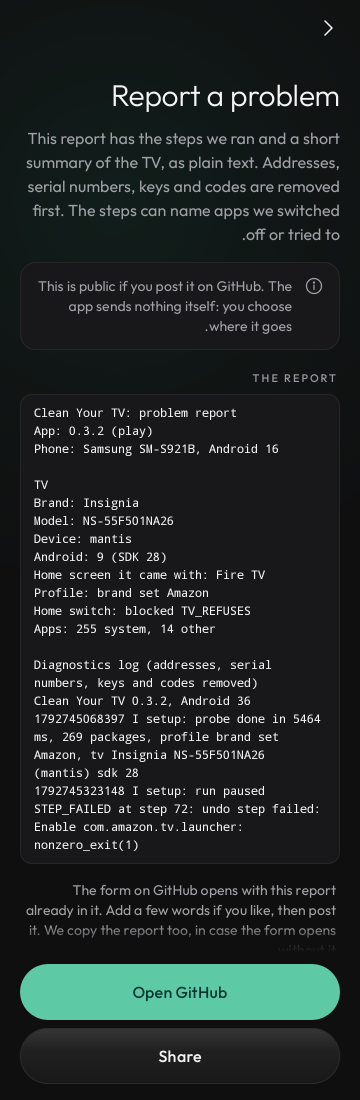 Report a problem
This report has the steps we ran and a short
summary of the TV, as plain text. Addresses,
serial numbers, keys and codes are removed
first. The steps can name apps we switched
.off or tried to
This is public if you post it on GitHub. The
app sends nothing itself: you choose
.where it goes
THE REPORT
Clean Your TV: problem report
App: 0.3.2 (play)
Phone: Samsung SM-S921B, Android 16
TV
Brand: Insignia
Model: NS-55F501NA26
Device: mantis
Android: 9 (SDK 28)
Home screen it came with: Fire TV
Profile: brand set Amazon
Home switch: blocked TV_REFUSES
Apps: 255 system, 14 other
Diagnostics log (addresses, serial
numbers, keys and codes removed)
Clean Your TV 0.3.2, Android 36
1792745068397 I setup: probe done in 5464
ms, 269 packages, profile brand set
Amazon, tv Insignia NS-55F501NA26
(mantis) sdk 28
1792745323148 I setup: run paused
STEP_FAILED at step 72: undo step failed:
Enable com.amazon.tv.launcher:
nonzero_exit(1)
The form on GitHub opens with this report
already in it. Add a few words if you like, then post
it. We copy the report too, in case the form opens
Open GitHub
Share